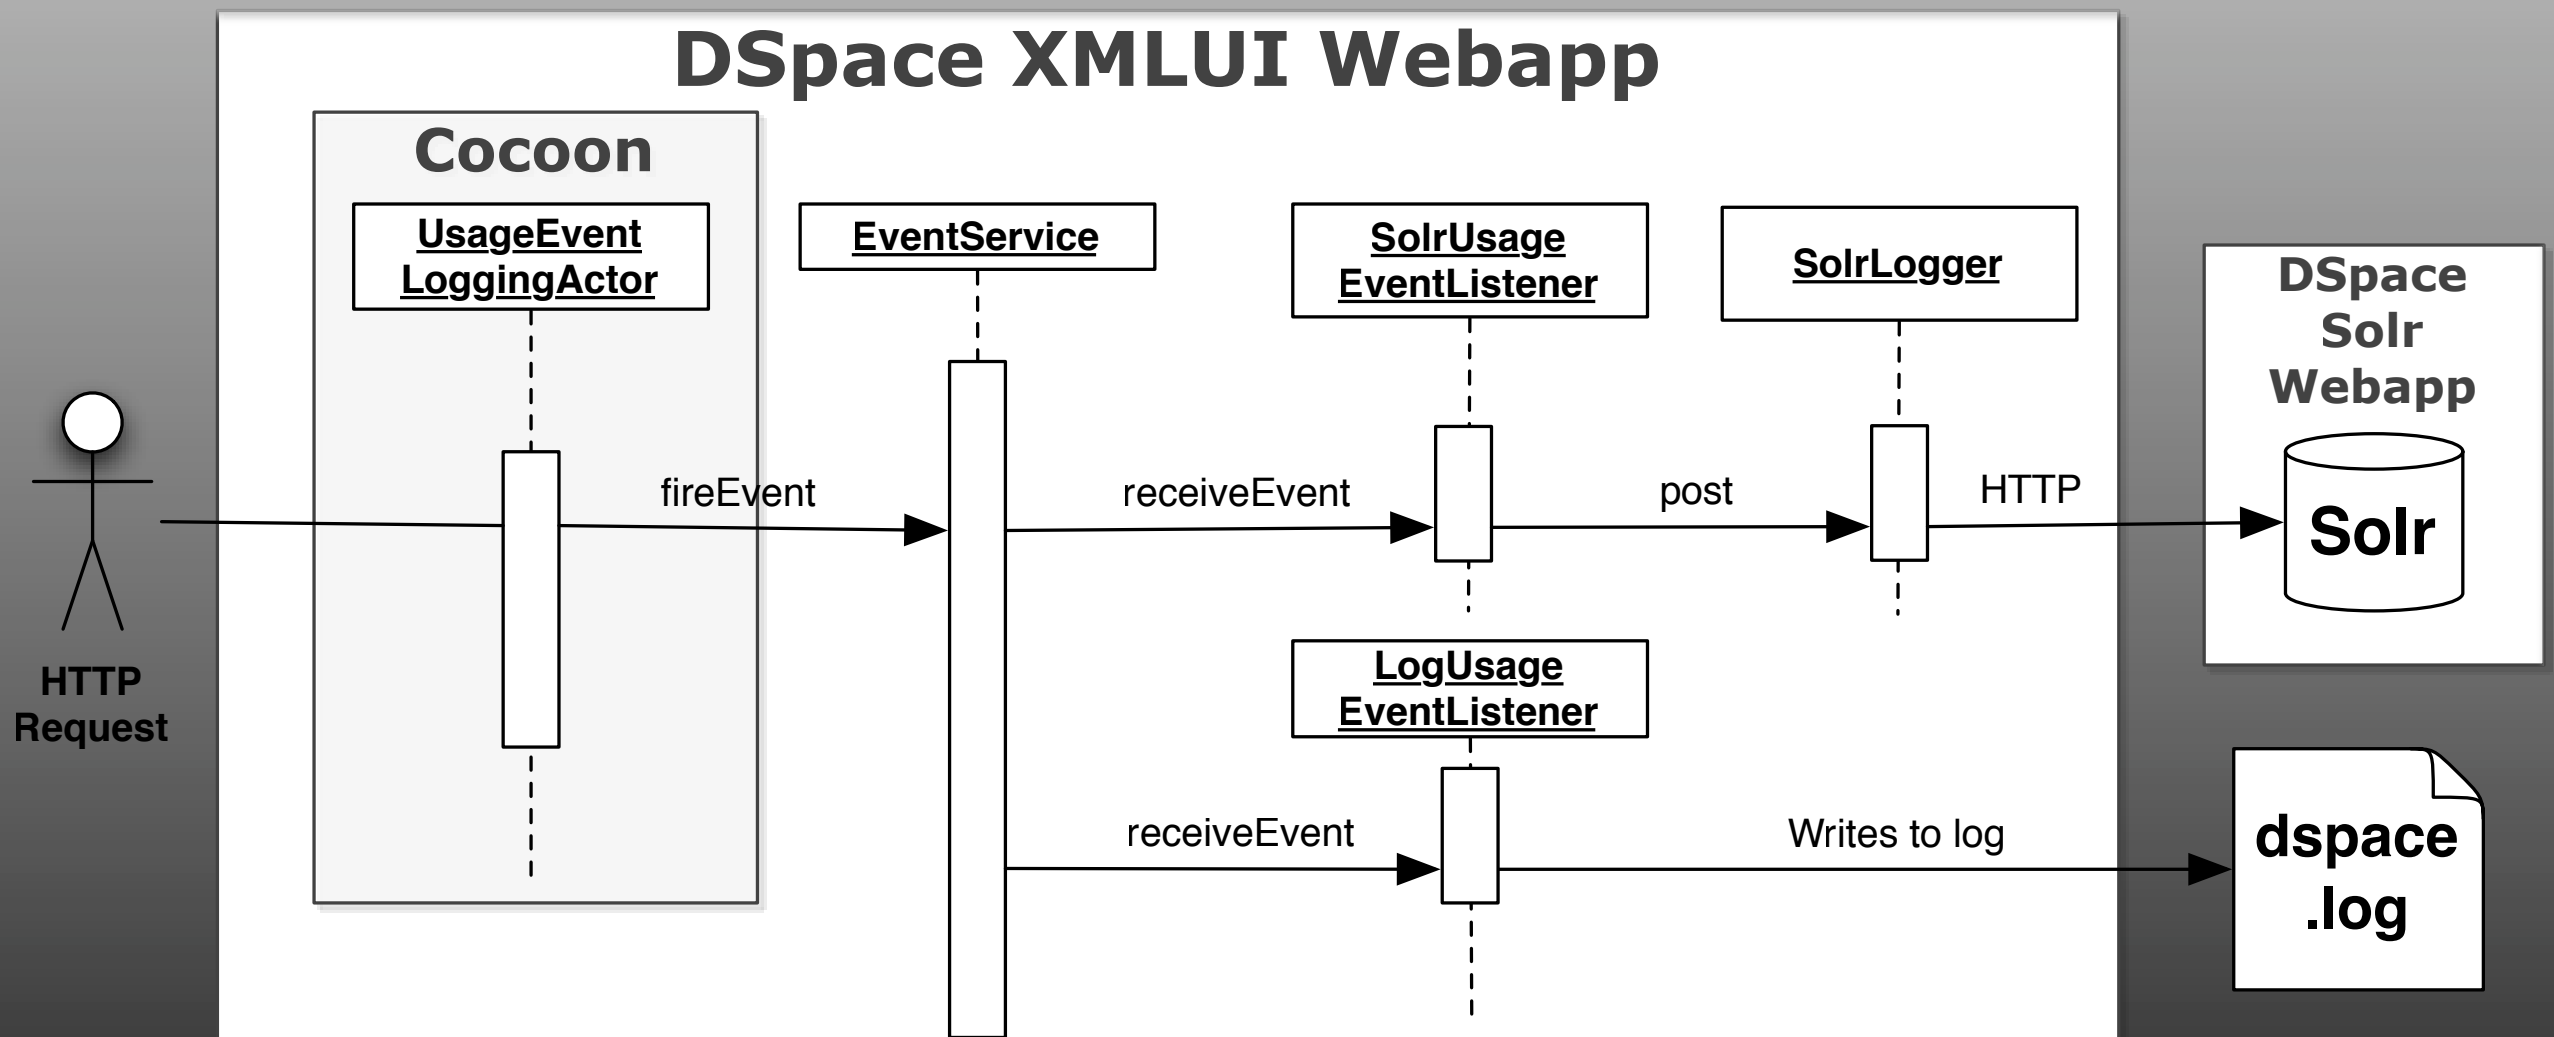 DSpace XMLUI Webapp
Cocoon
UsageEvent
LoggingActor
EventService
SolrUsage
EventListener
SolrLogger
DSpace
Solr
Webapp
fireEvent
receiveEvent
post
HTTP
Solr
HTTP
Request
LogUsage
EventListener
receiveEvent
Writes to log
dspace
.log